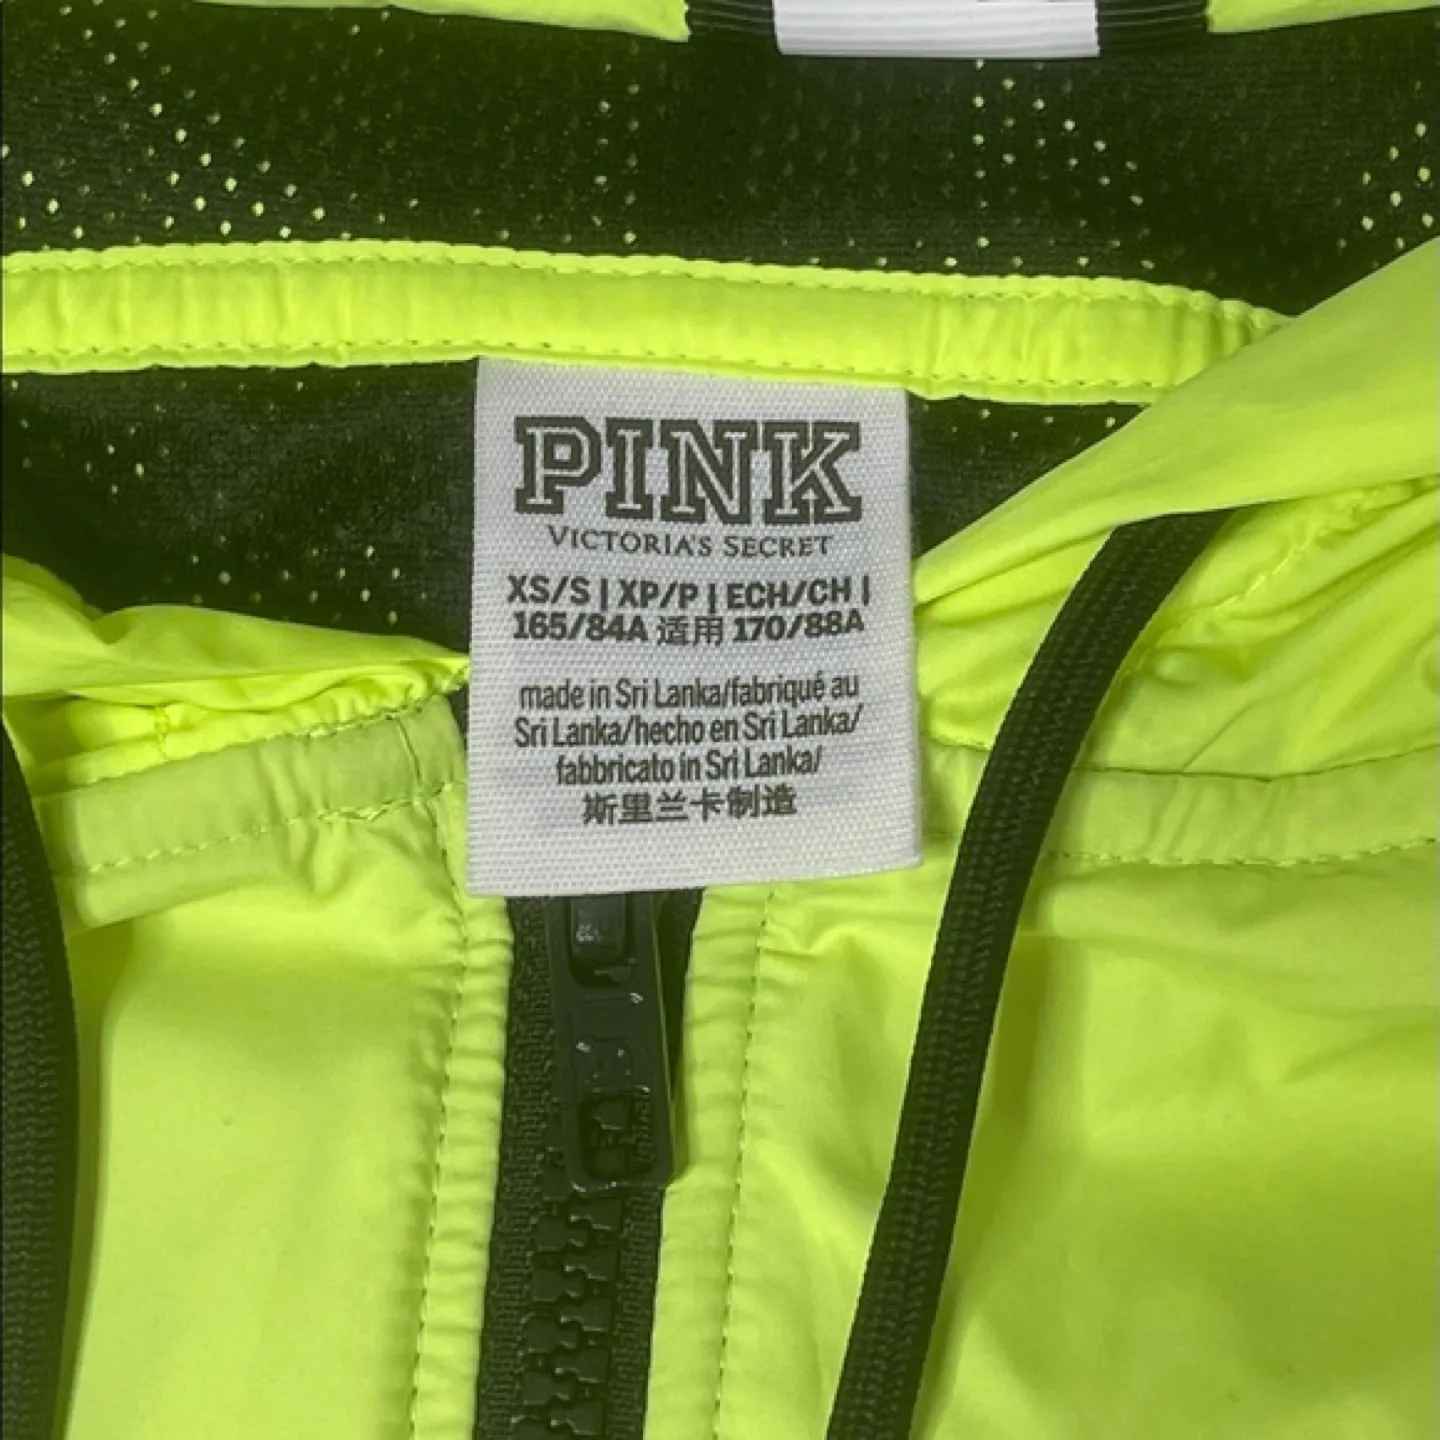 PINK
VICTORIA'S SECRET
XS/S | XP/P | ECH/CH |
165/84A 适用 170/88A
made in Sri Lanka/fabriqué au
Sri Lanka/hecho en Sri Lanka/
fabbricato in Sri Lanka/
斯里兰卡制造